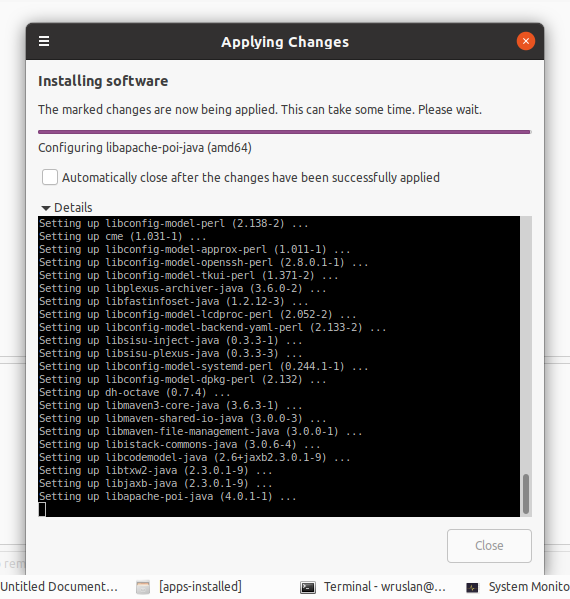 Applying Changes
Installing software
The marked changes are now being applied. This can take some time. Please wait.
Configuring libapache-poi-java (amd64)
Automatically close after the changes have been successfully applied
Details
Setting up libconfig-model-perl (2.138-2) ...
Setting up cme (1.031-1) ...
Setting up libconfig-model-approx-perl (1.011-1) ...
Setting up libconfig-model-openssh-perl (2.8.0.1-1) ...
Setting up libconfig-model-tkui-perl (1.371-2) ...
Setting up libplexus-archiver-java (3.6.0-2) ...
Setting up libfastinfoset-java (1.2.12-3) ...
Setting up libconfig-model-lcdproc-perl (2.052-2) ...
Setting up libconfig-model-backend-yaml-perl (2.133-2) ...
Setting up libsisu-inject-java (0.3.3-1) ...
Setting up libsisu-plexus-java (0.3.3-3) ...
Setting up libconfig-model-systemd-perl (0.244.1-1) ...
Setting up libconfig-model-dpkg-perl (2.132) ...
Setting up dh-octave (0.7.4) ...
Setting up libmaven3-core-java (3.6.3-1) ...
Setting up libmaven-shared-io-java (3.0.0-3) ...
Setting up libmaven-file-management-java (3.0.0-1) ...
Setting up libistack-commons-java (3.0.6-4) ...
Setting up libcodemodel-java (2.6+jaxb2.3.0.1-9) ...
Setting up libtxw2-java (2.3.0.1-9) ...
Setting up libjaxb-java (2.3.0.1-9) ...
Setting up libapache-poi-java (4.0.1-1) ...
Close
rem
Untitled Document... [apps-installed] Terminal - wruslan@... System Monito